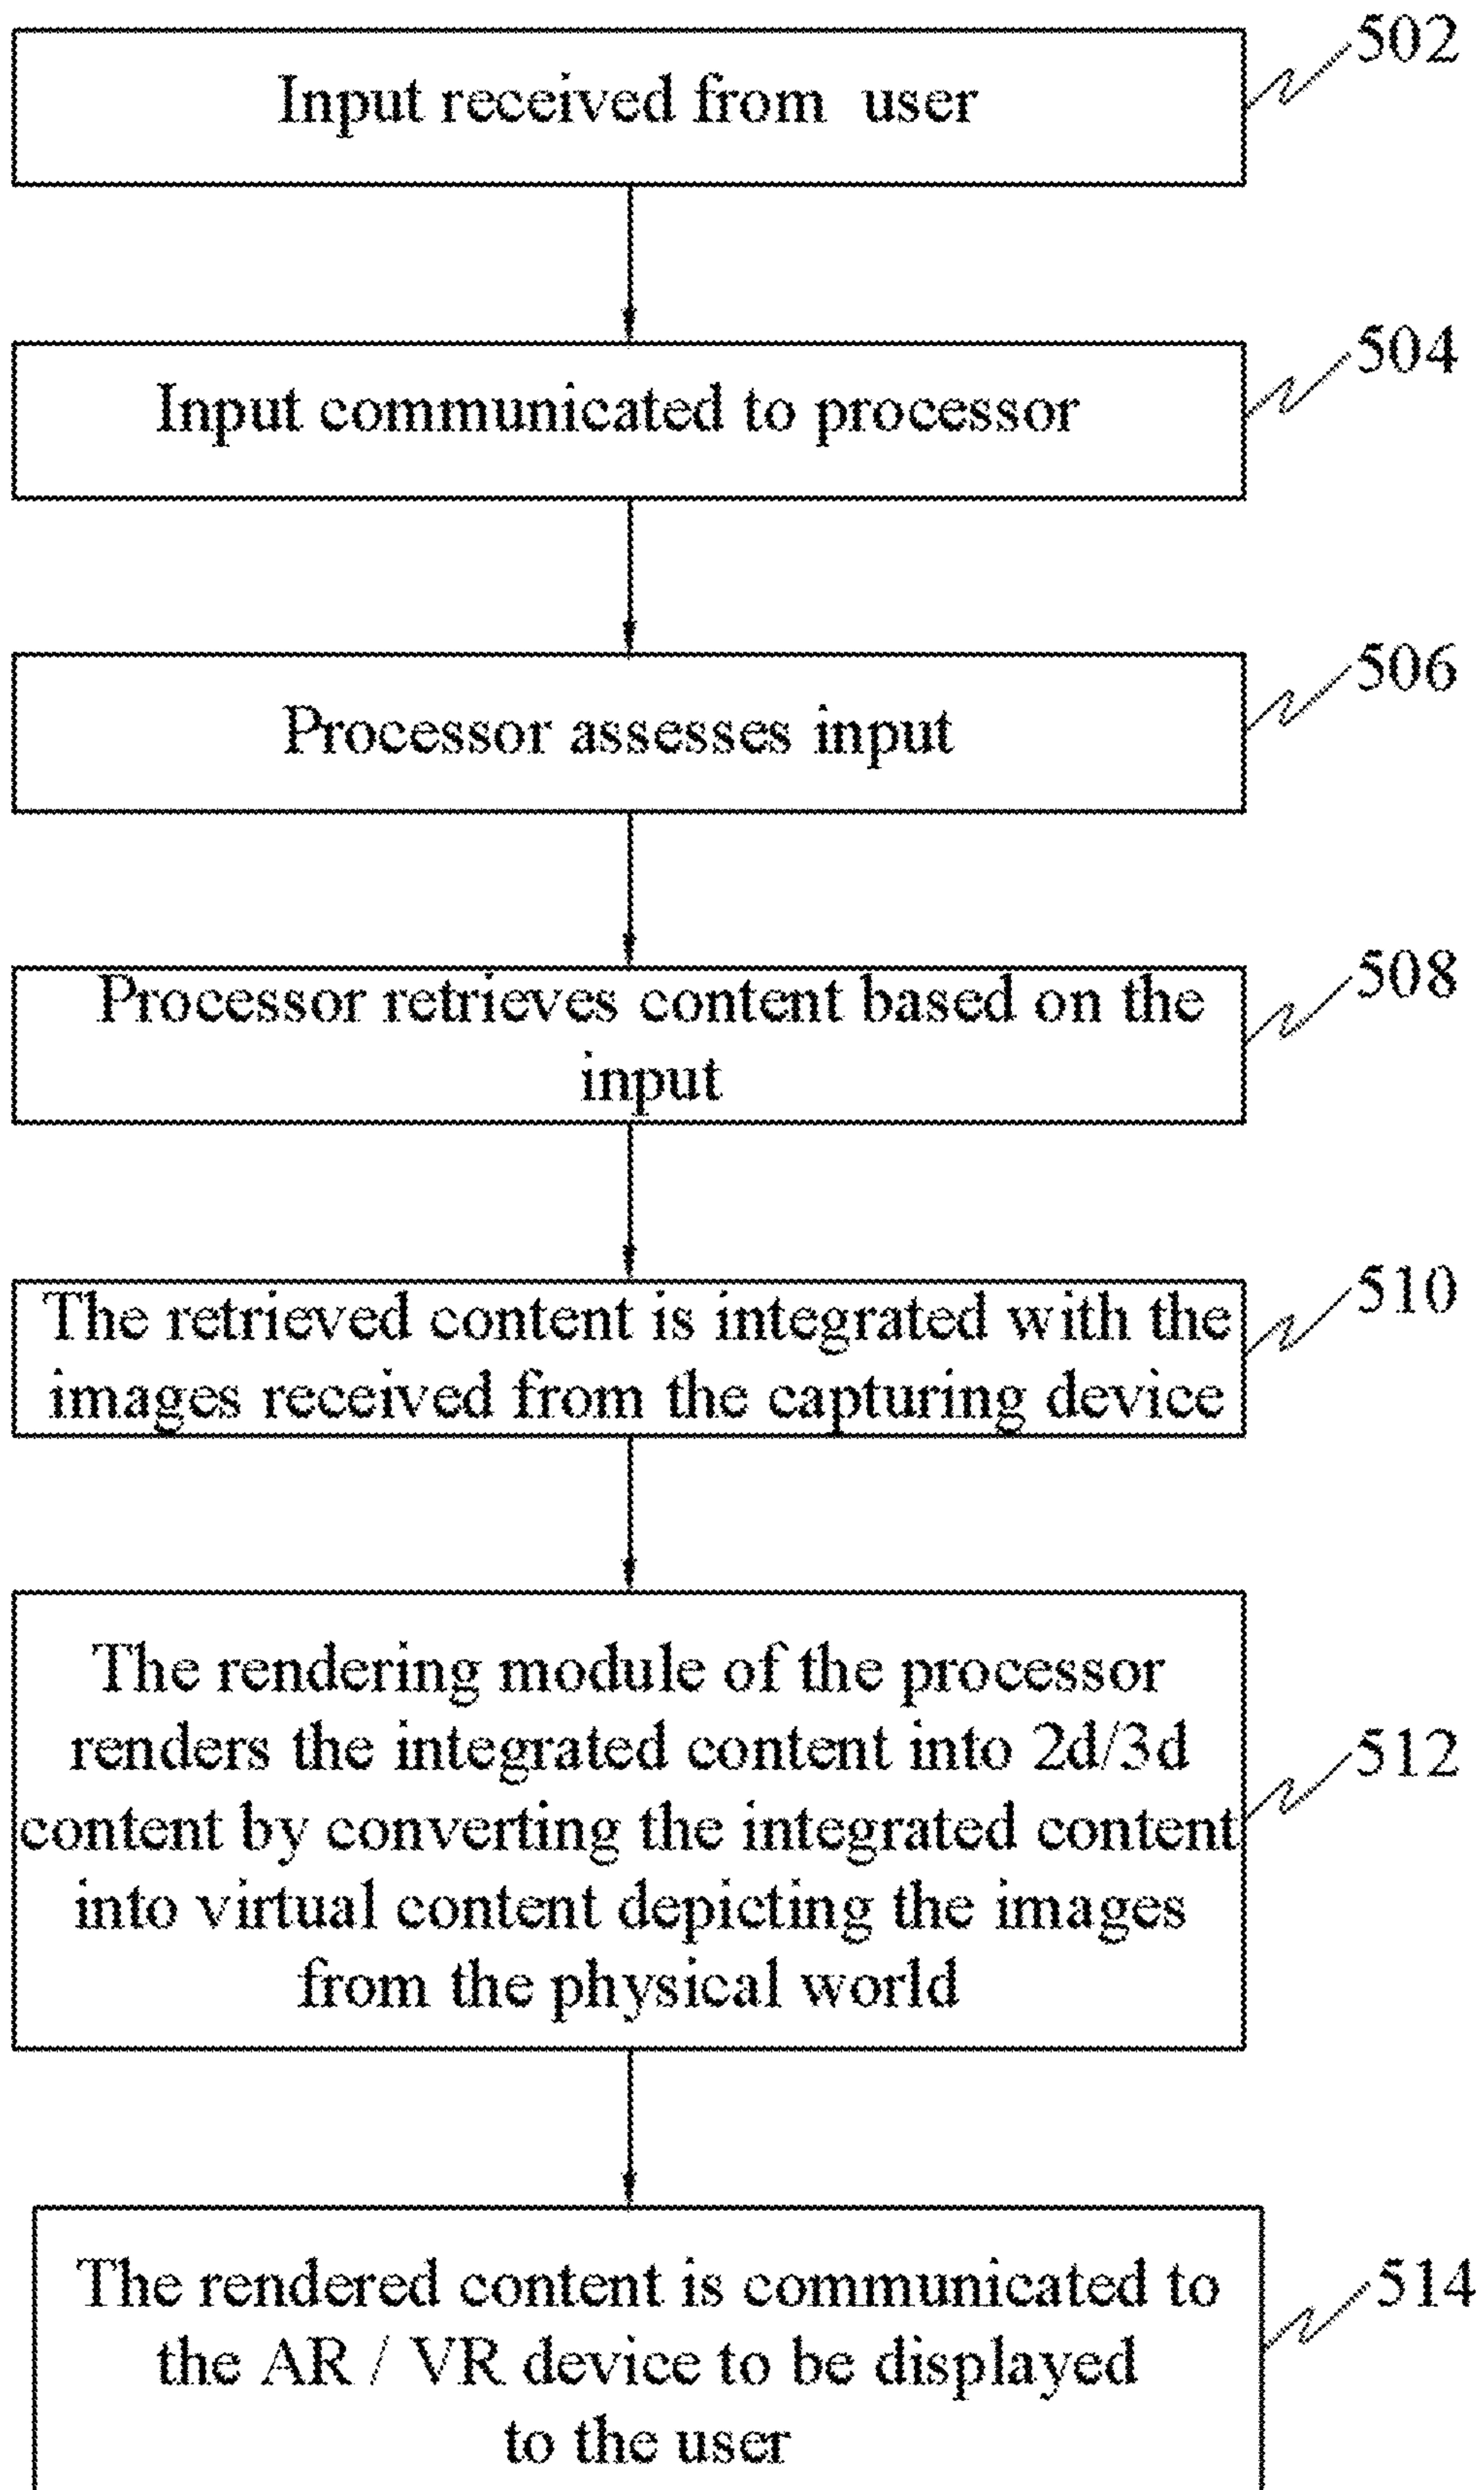 502
Input received from user
504
Input communicated to processor
506
Processor assesses input
508
Processor retrieves content based on the
input
510
The retrieved content is integrated with the
images received from the capturing device
The rendering module of the processor
renders the integrated content into 2d/3d
512
content by converting the integrated content
into virtual content depicting the images
from the physical world
514
The rendered content is communicated to
the AR / VR device to be displayed
to the user